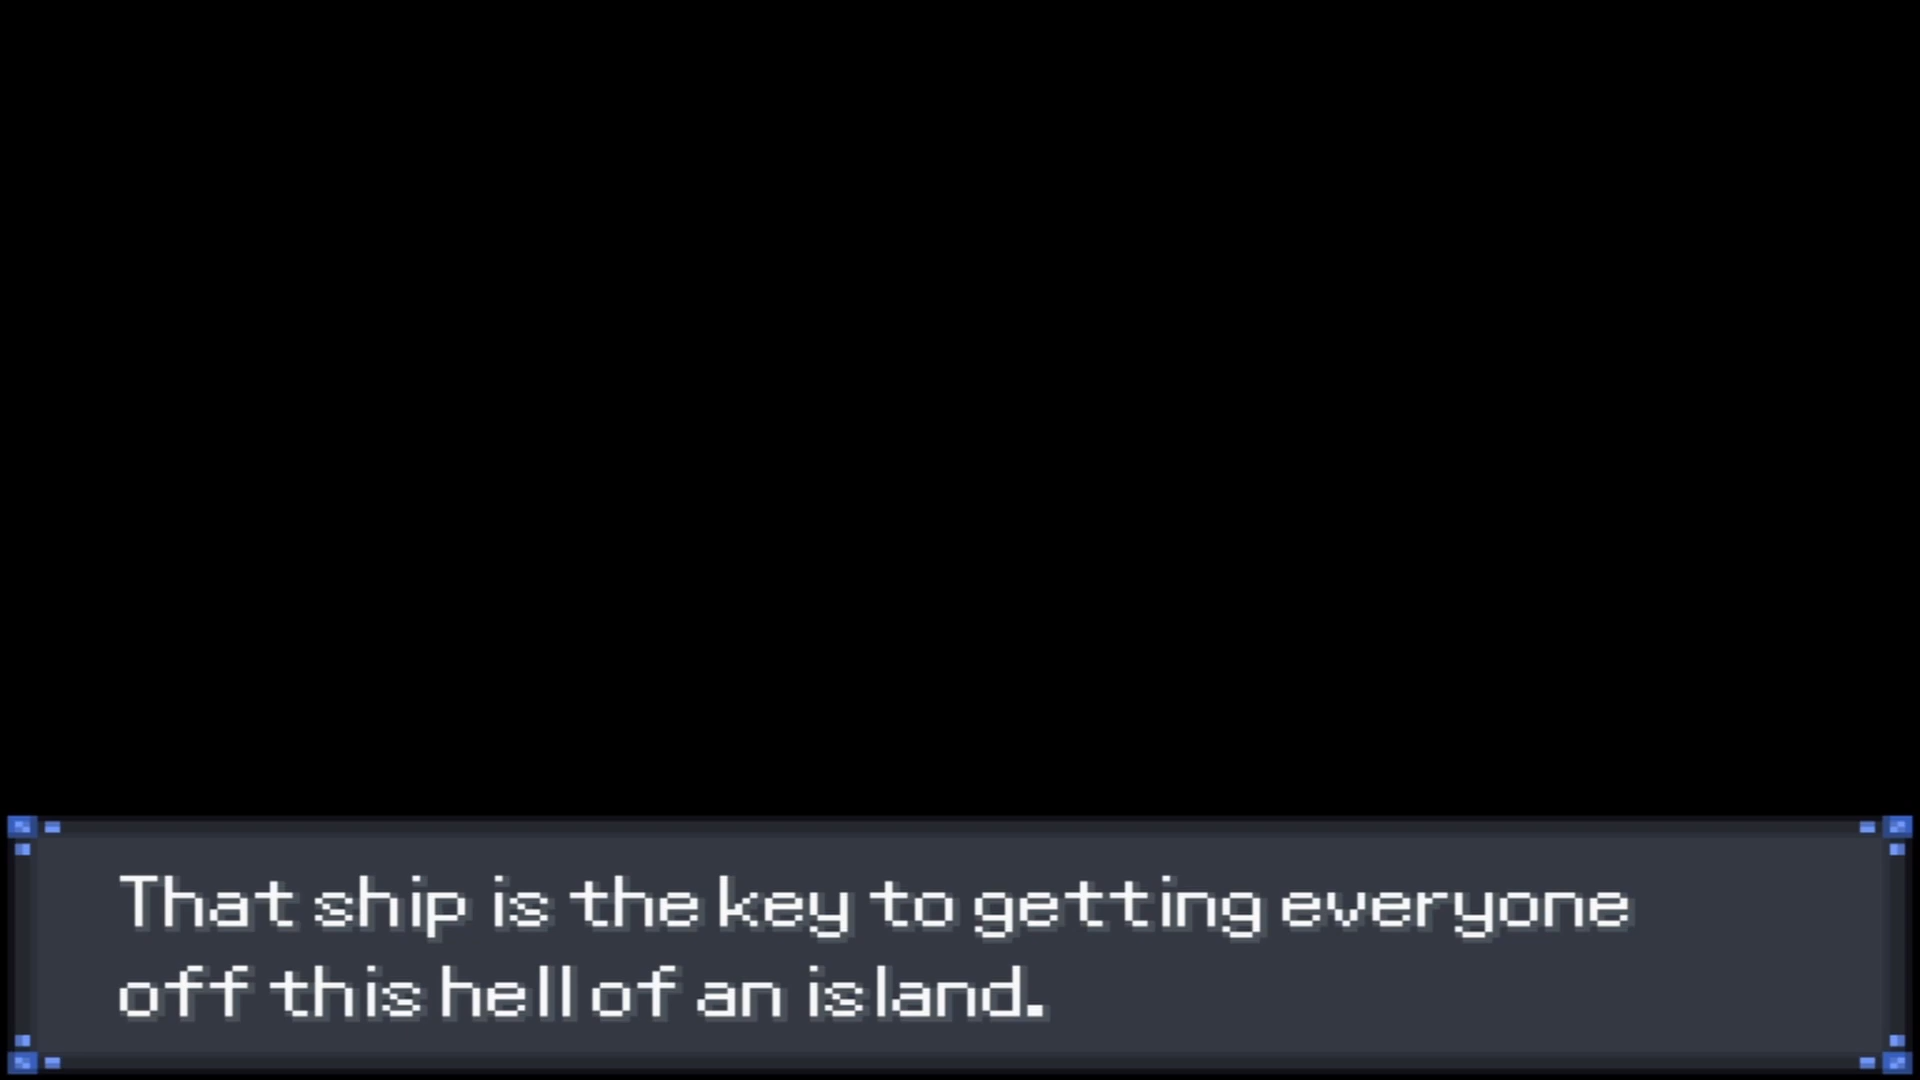 That ship is the key to getting everyone
off this hell of an island.